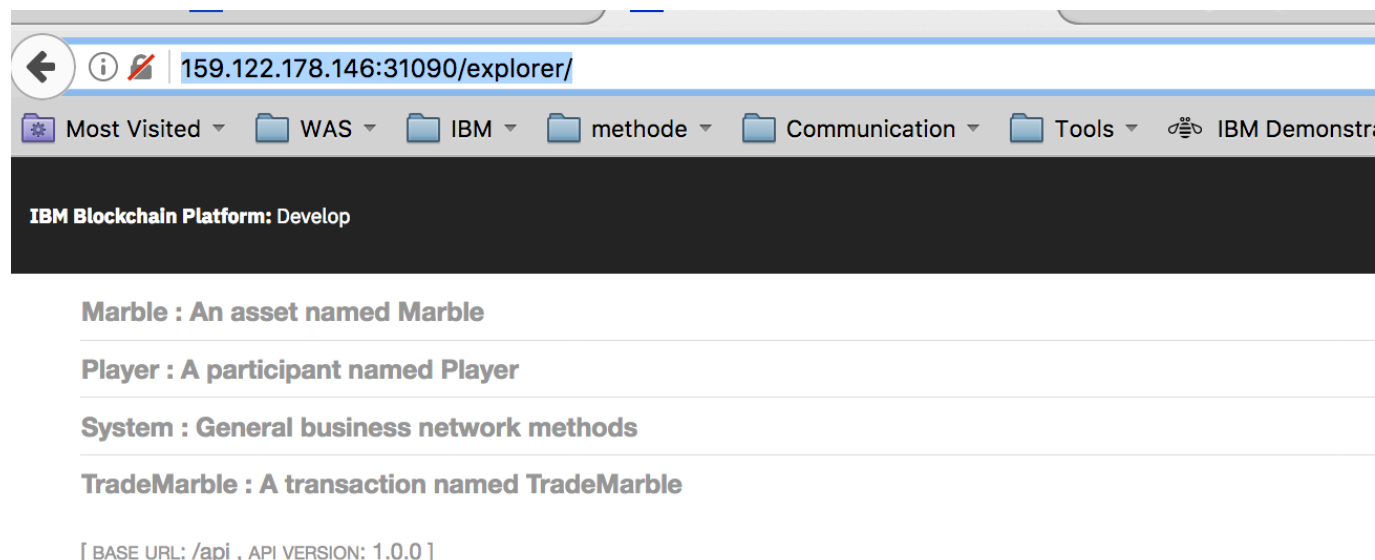 159.122.178.146:31090/explorer/
Most Visited WAS IBM methode Communication Tools IBM Demonstra
IBM Blockchain Platform: Develop
Marble : An asset named Marble
Player : A participant named Player
System : General business network methods
TradeMarble : A transaction named TradeMarble
[ BASE URL: /api , API VERSION: 1.0.0 ]